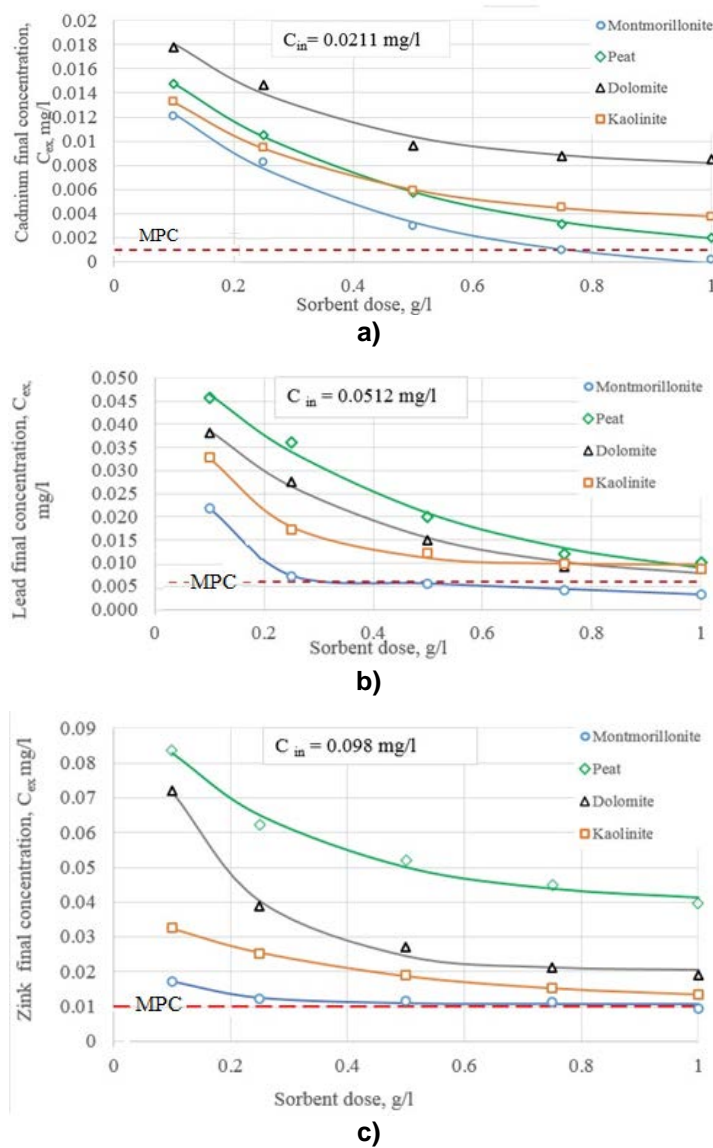 Cadmium final concentration,
C_ex, mg/l
0.02
0.018
0.016
0.014
0.012
0.01
0.008
0.006
0.004
0.002
0
C_in= 0.0211 mg/l
Montmorillonite
Peat
Dolomite
Kaolinite
MPC
0
0.2
0.4
0.6
0.8
1
Sorbent dose, g/l
a)
Lead final concentration, C_ex,
mg/l
0.050
0.045
0.040
0.035
0.030
0.025
0.020
0.015
0.010
0.005
0.000
C in = 0.0512 mg/l
Montmorillonite
Peat
Dolomite
Kaolinite
MPC
0
0.2
0.4
0.6
0.8
1
Sorbent dose, g/l
b)
Zink final concentration, C_ex mg/l
0.09
0.08
0.07
0.06
0.05
0.04
0.03
0.02
0.01
0
C in = 0.098 mg/l
Montmorillonite
Peat
Dolomite
Kaolinite
MPC
0
0.2
0.4
0.6
0.8
1
Sorbent dose, g/l
c)